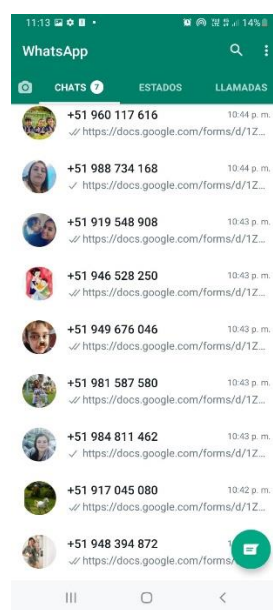 11:13
14%
WhatsApp
CHATS 7 ESTADOS LLAMADAS
+51 960 117 616 10:44 p. m.
https://docs.google.com/forms/d/1Z...
+51 988 734 168 10:44 p. m.
https://docs.google.com/forms/d/1Z...
+51 919 548 908 10:43 p. m.
https://docs.google.com/forms/d/1Z...
+51 946 528 250 10:43 p. m.
https://docs.google.com/forms/d/1Z...
+51 949 676 046 10:43 p. m.
https://docs.google.com/forms/d/1Z...
+51 981 587 580 10:43 p. m.
https://docs.google.com/forms/d/1Z...
+51 984 811 462 10:43 p. m.
https://docs.google.com/forms/d/1Z...
+51 917 045 080 10:42 p. m.
https://docs.google.com/forms/d/1Z...
+51 948 394 872
https://docs.google.com/forms/